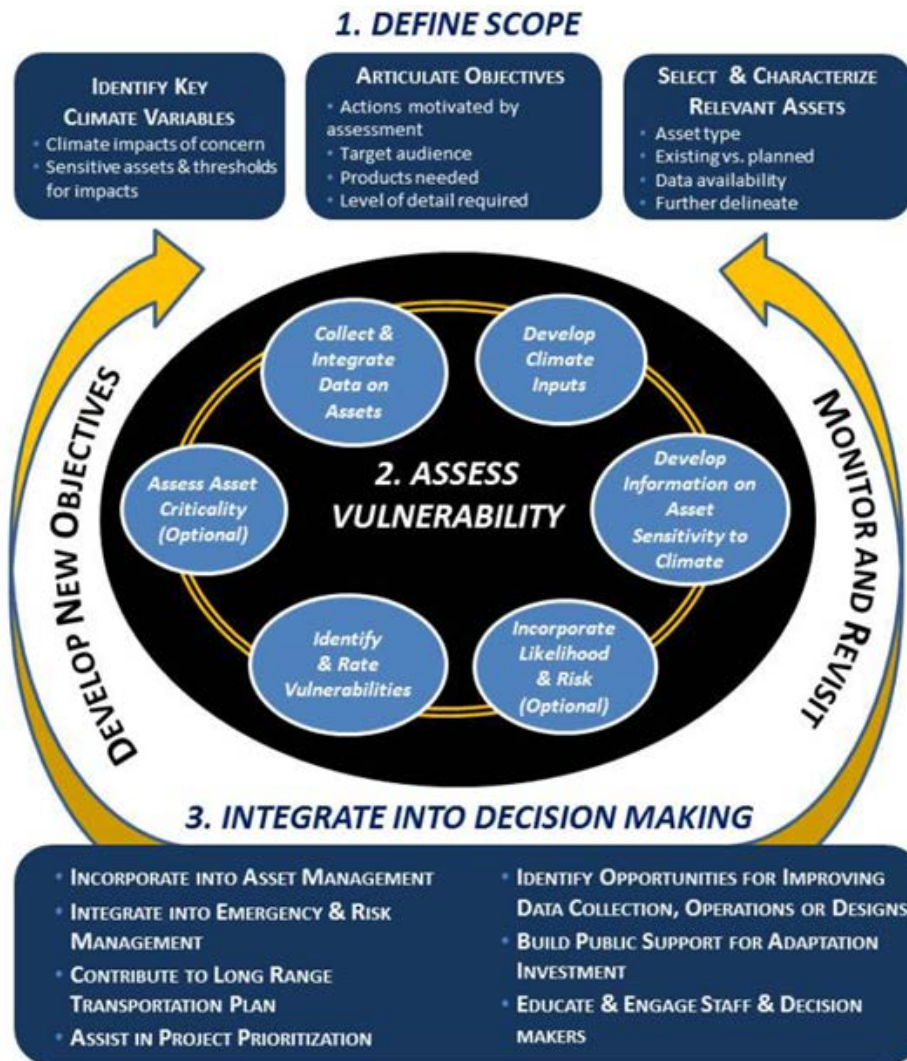 1. DEFINE SCOPE
IDENTIFY KEY
CLIMATE VARIABLES
• Climate impacts of concern
• Sensitive assets & thresholds
for impacts
ARTICULATE OBJECTIVES
• Actions motivated by
assessment
• Target audience
• Products needed
• Level of detail required
SELECT & CHARACTERIZE
RELEVANT ASSETS
• Asset type
• Existing vs. planned
• Data availability
• Further delineate
DEVELOP NEW OBJECTIVES
2. ASSESS
VULNERABILITY
Collect &
Integrate
Data on
Assets
Develop
Climate
Inputs
Develop
Information on
Asset
Sensitivity to
Climate
Incorporate
Likelihood
& Risk
(Optional)
Identify
& Rate
Vulnerabilities
Assess Asset
Criticality
(Optional)
MONITOR AND REVISIT
3. INTEGRATE INTO DECISION MAKING
• INCORPORATE INTO ASSET MANAGEMENT
• INTEGRATE INTO EMERGENCY & RISK
MANAGEMENT
• CONTRIBUTE TO LONG RANGE
TRANSPORTATION PLAN
• ASSIST IN PROJECT PRIORITIZATION
• IDENTIFY OPPORTUNITIES FOR IMPROVING
DATA COLLECTION, OPERATIONS OR DESIGNS
• BUILD PUBLIC SUPPORT FOR ADAPTATION
INVESTMENT
• EDUCATE & ENGAGE STAFF & DECISION
MAKERS